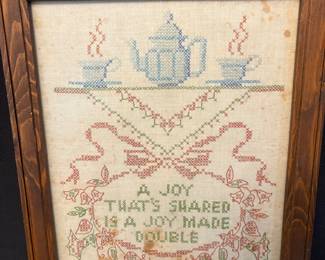 A JOY
THAT'S SHARED
IS A JOY MADE
DOUBLE